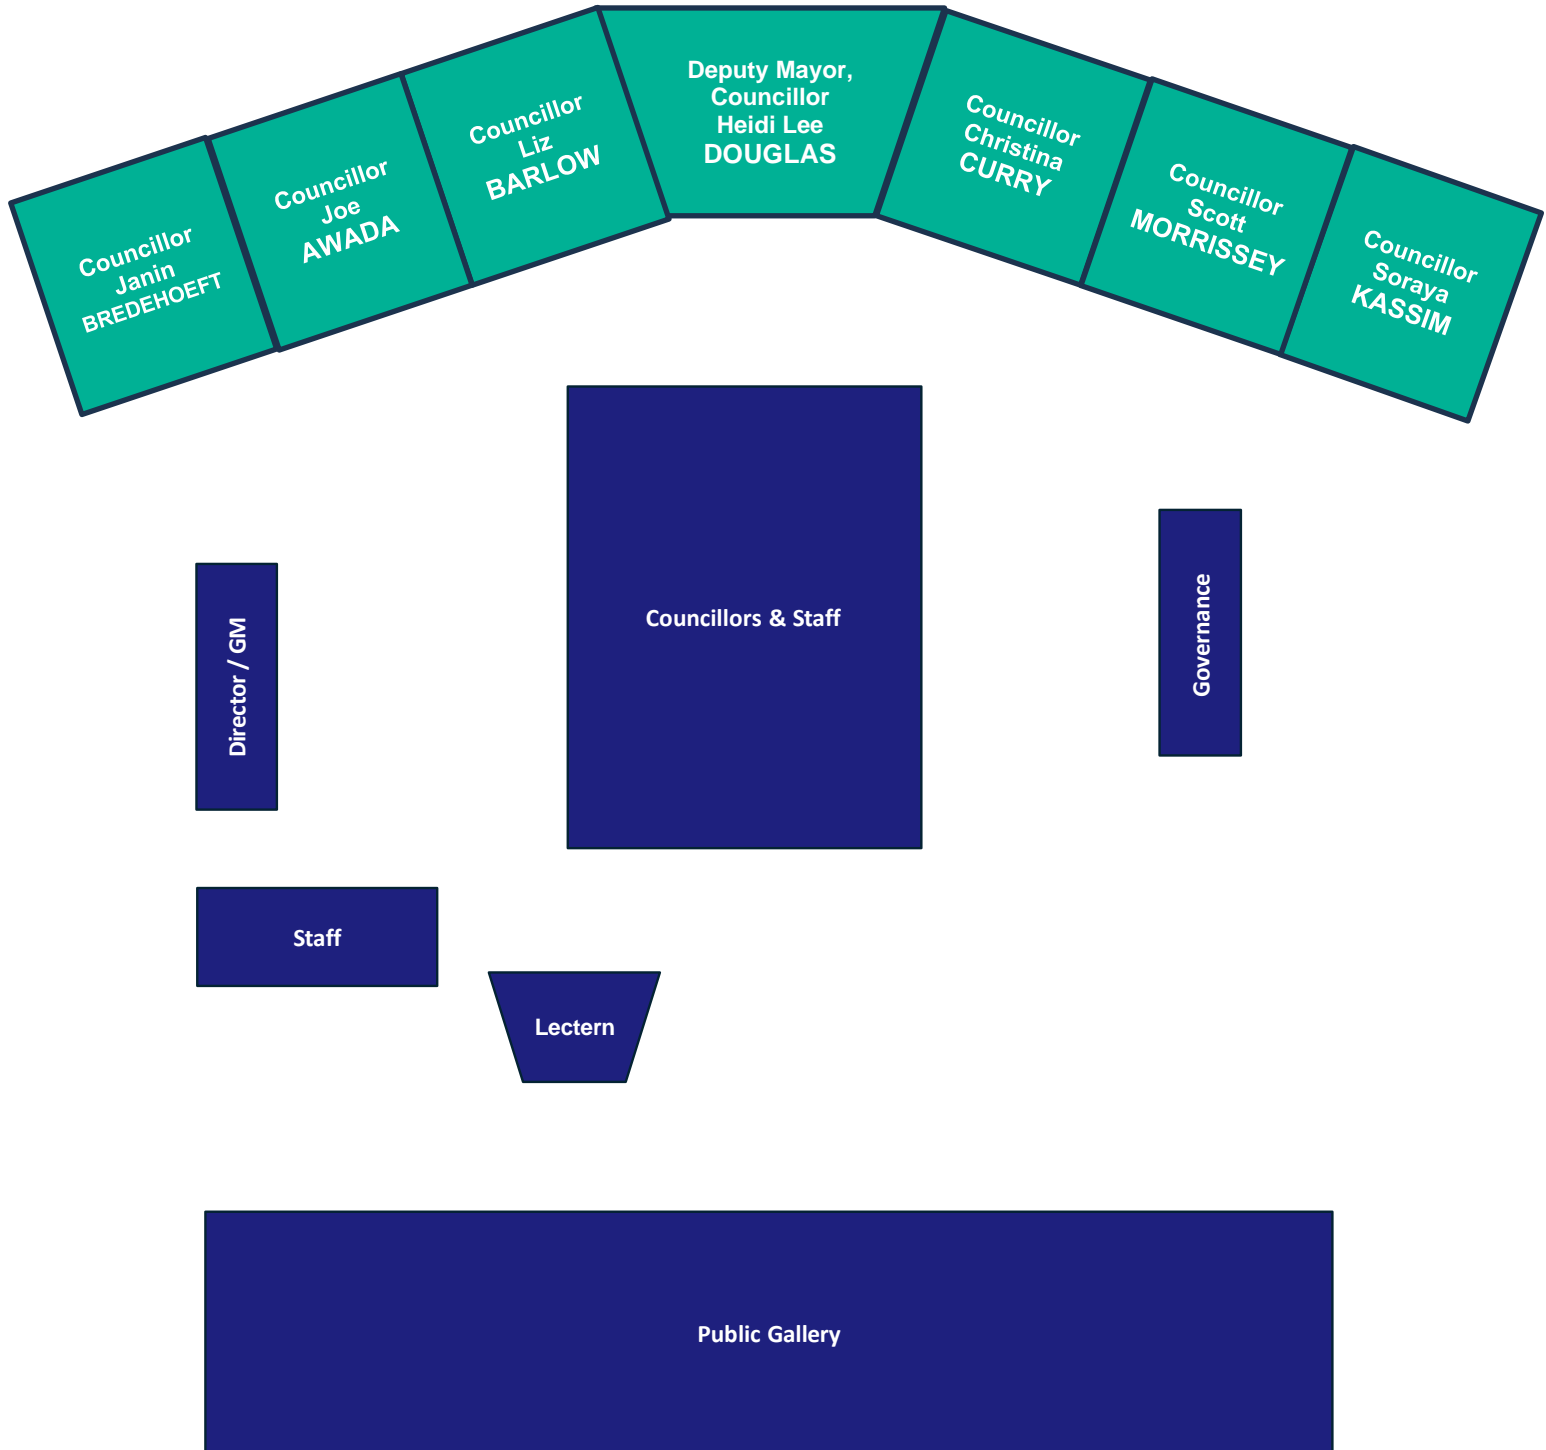 Councillor
Janin
BREDEHOEFT
Councillor
Joe
AWADA
Councillor
Liz
BARLOW
Deputy Mayor,
Councillor
Heidi Lee
DOUGLAS
Councillor
Christina
CURRY
Councillor
Scott
MORRISSEY
Councillor
Soraya
KASSIM
Director / GM
Councillors & Staff
Governance
Staff
Lectern
Public Gallery